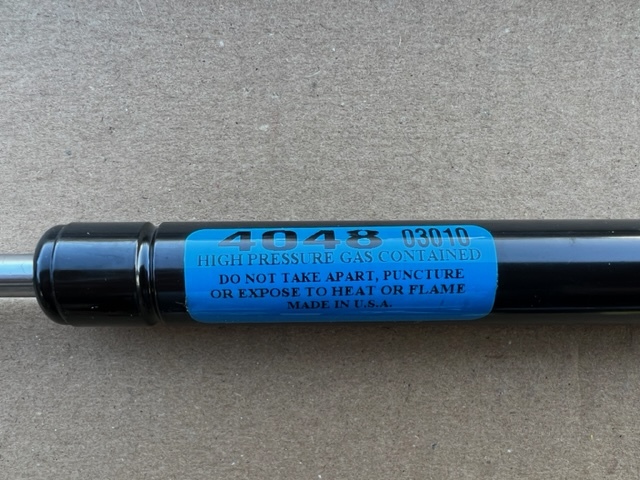 4048 03010
HIGH PRESSURE GAS CONTAINED
DO NOT TAKE APART, PUNCTURE
OR EXPOSE TO HEAT OR FLAME
MADE IN U.S.A.